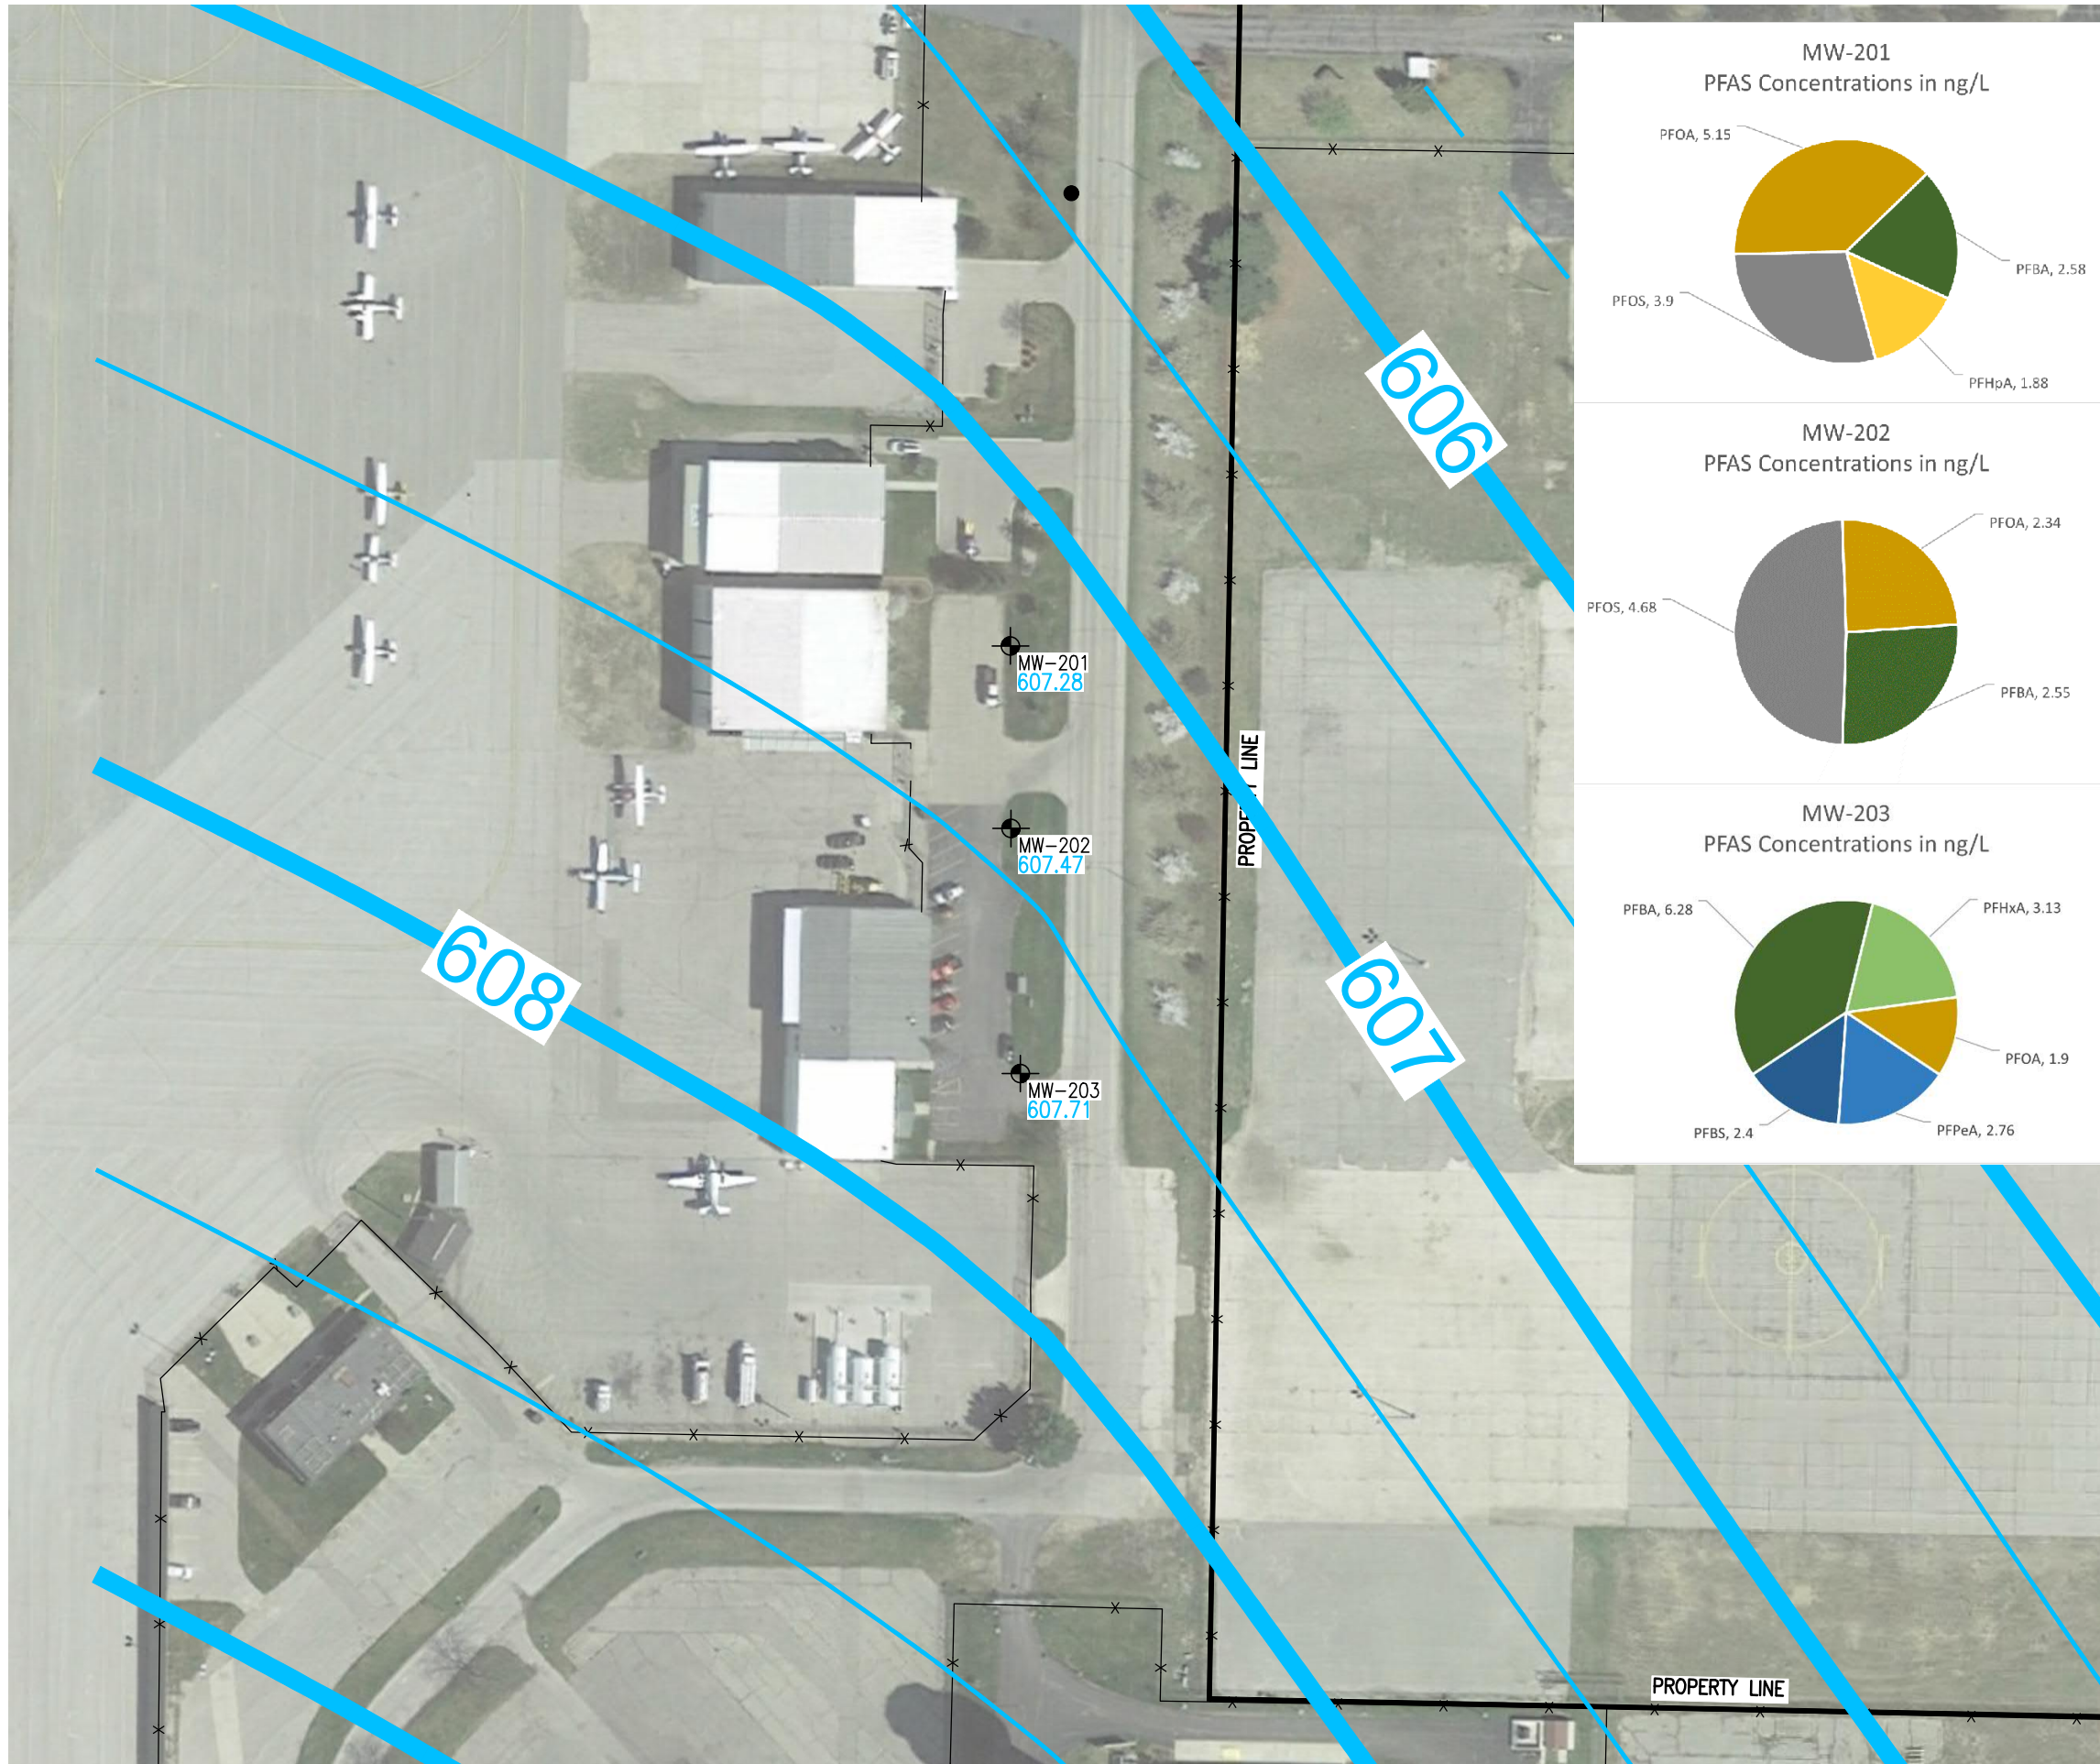 MW-201
PFAS Concentrations in ng/L
PFOA, 5.15
PFBA, 2.58
PFOS, 3.9
PFHpA, 1.88
MW-202
PFAS Concentrations in ng/L
PFOA, 2.34
PFOS, 4.68
PFBA, 2.55
MW-203
PFAS Concentrations in ng/L
PFBA, 6.28
PFHxA, 3.13
PFOA, 1.9
PFBS, 2.4
PFPeA, 2.76
606
MW-201
607.28
PROPERTY LINE
MW-202
607.47
608
607
MW-203
607.71
PROPERTY LINE